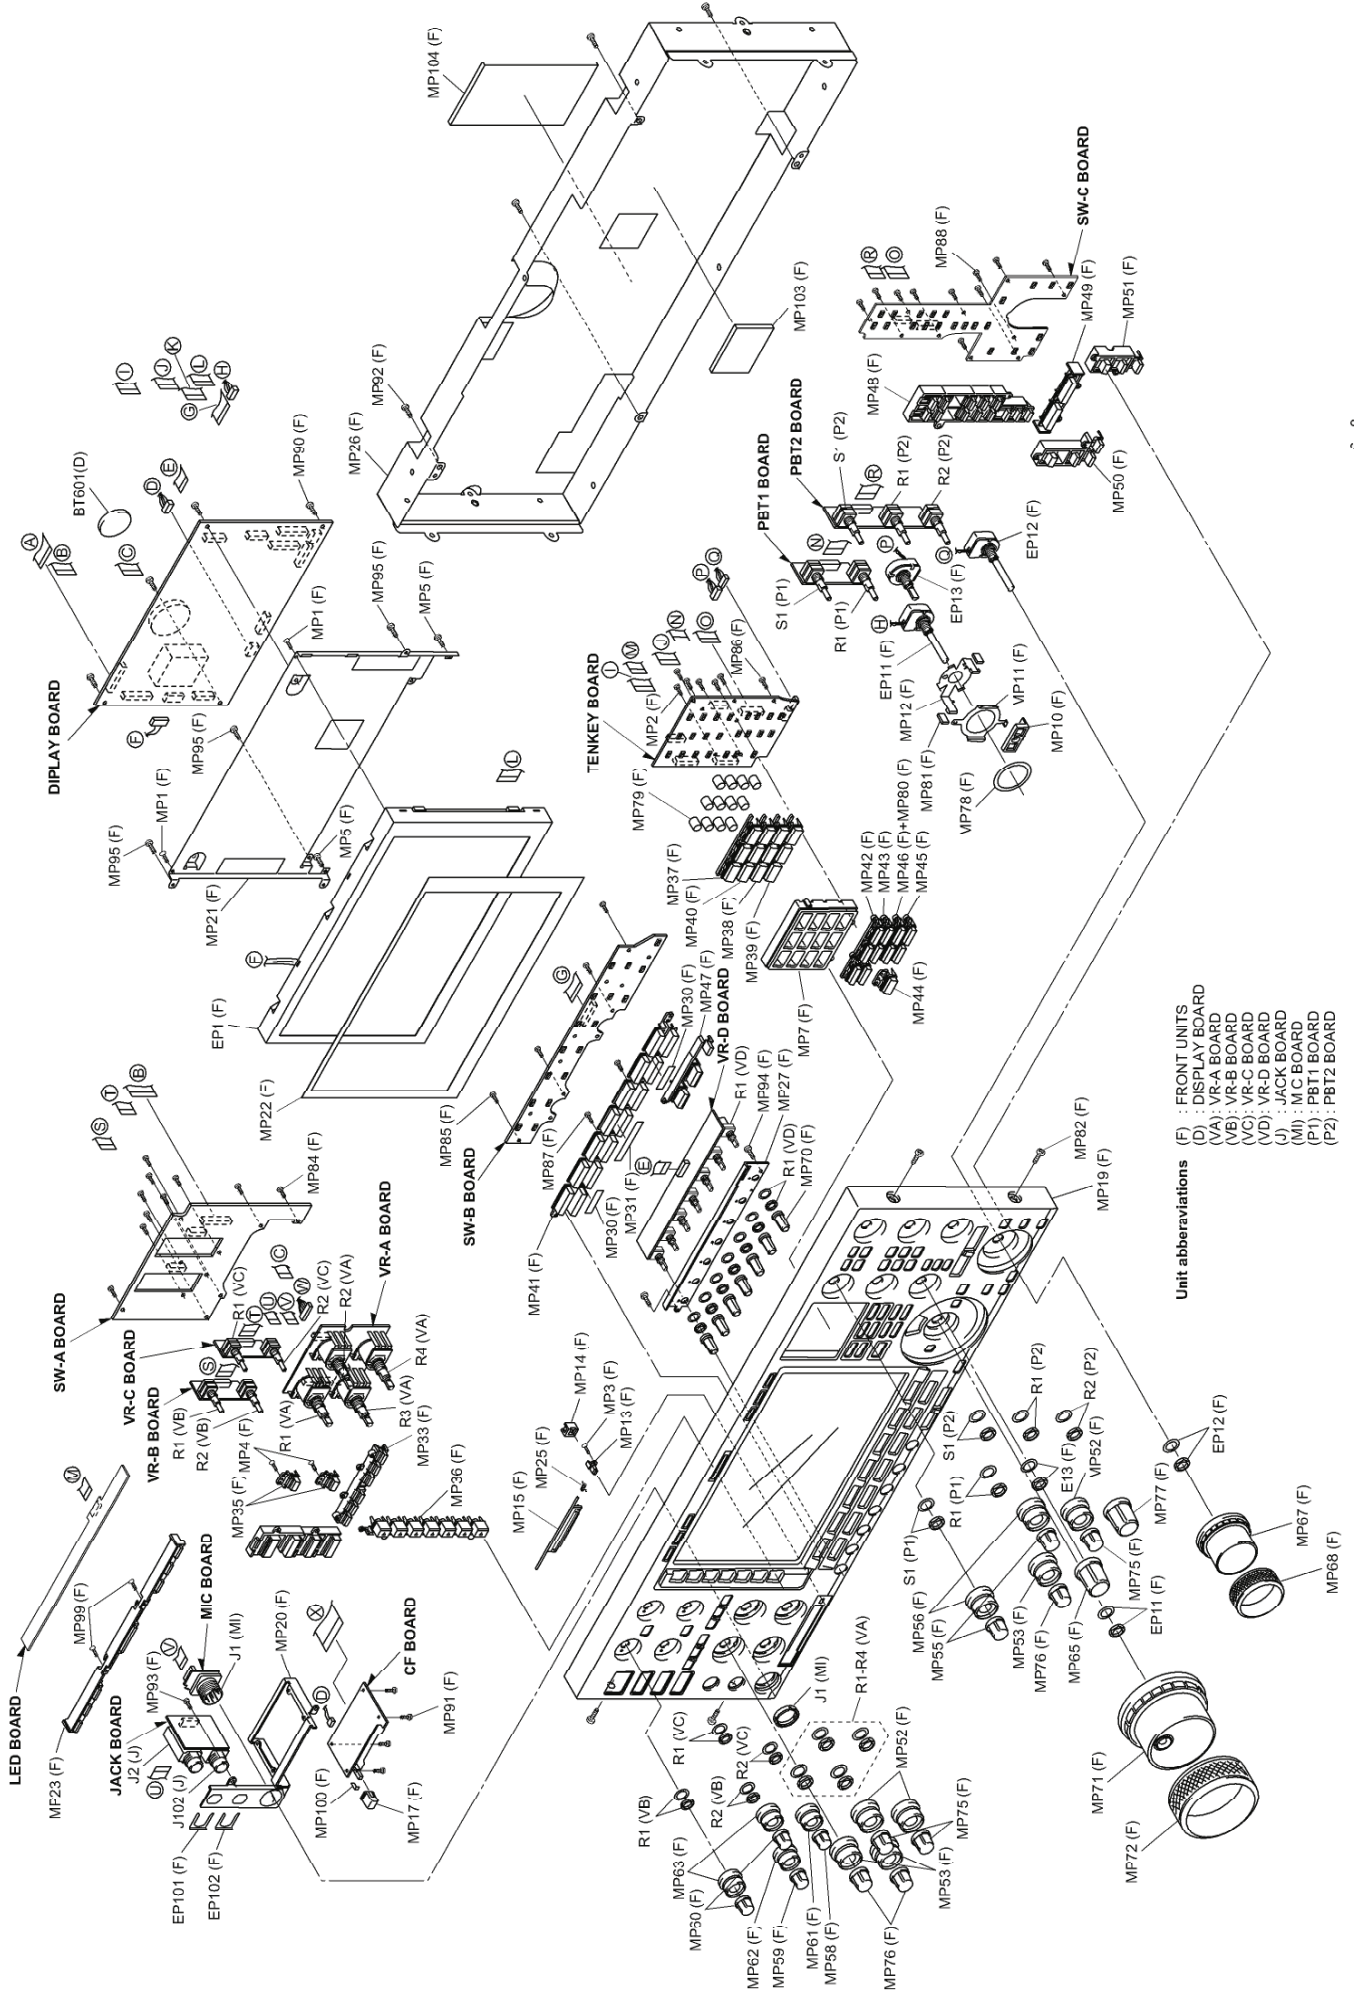 LED BOARD
MF23 (F)
MP99 (F)
M
JACK BOARD
J2 (J)
MP93 (F)
V
MIC BOARD
J1 (MI)
U
J102 (J)
EP101 (F)
EP102 (F)
MP20 (F)
X
D
CF BOARD
MP91 (F)
MP100 (F)
MP17 (F)
SW-A BOARD
VR-C BOARD
VR-B BOARD
R1 (VB)
R2 (VB)
MP4 (F)
MP35 (F)
R1 (VC)
S
T
U
V
W
C
R2 (VC)
R2 (VA)
VR-A BOARD
R1 (VA)
R4 (VA)
R3 (VA)
MP33 (F)
MP36 (F)
S
T
B
MP84 (F)
DIPLAY BOARD
A
B
C
BT601(D)
D
E
F
MP90 (F)
MP95 (F)
MP95 (F)
MP1 (F)
MP1 (F)
MP95 (F)
MP5 (F)
MP5 (F)
MP21 (F)
F
EP1 (F)
MP22 (F)
L
I
J
K
L
G
H
MP104 (F)
MP92 (F)
MP26 (F)
MP103 (F)
SW-B BOARD
MP85 (F)
MP87 (F)
G
MP41 (F)
MP30 (F)
MP31 (F)
E
MP30 (F)
MP47 (F)
VR-D BOARD
R1 (VD)
MP94 (F)
MP27 (F)
R1 (VD)
MP70 (F)
TENKEY BOARD
I
M
J
N
O
P
Q
MP2 (F)
MP86 (F)
MP79 (F)
MP37 (F)
MP40 (F)
MP38 (F)
MP39 (F)
MP7 (F)
MP42 (F)
MP43 (F)
MP46 (F)+MP80 (F)
MP45 (F)
MP44 (F)
PBT1 BOARD
PBT2 BOARD
S1 (P2)
R1 (P2)
R2 (P2)
R
N
S1 (P1)
R1 (P1)
P
Q
H
EP12 (F)
EP13 (F)
EP11 (F)
MP12 (F)
MP11 (F)
MP81 (F)
MP10 (F)
MP78 (F)
R
O
MP88 (F)
SW-C BOARD
MP48 (F)
MP49 (F)
MP51 (F)
MP50 (F)
MP14 (F)
MP3 (F)
MP13 (F)
MP25 (F)
MP15 (F)
MP82 (F)
MP19 (F)
J1 (MI)
R1-R4 (VA)
R1 (VC)
R2 (VC)
R1 (VB)
R2 (VB)
MP63 (F)
MP60 (F)
MP62 (F)
MP59 (F)
MP61 (F)
MP58 (F)
MP52 (F)
MP75 (F)
MP53 (F)
MP76 (F)
S1 (P2)
R1 (P2)
R2 (P2)
R1 (P1)
S1 (P1)
E13 (F)
MP52 (F)
MP77 (F)
MP56 (F)
MP55 (F)
MP53 (F)
MP76 (F)
MP65 (F)
MP75 (F)
EP11 (F)
EP12 (F)
MP67 (F)
MP68 (F)
MP71 (F)
MP72 (F)
Unit abberaviations
(F) : FRONT UNITS
(D) : DISPLAY BOARD
(VA): VR-A BOARD
(VB): VR-B BOARD
(VC): VR-C BOARD
(VD): VR-D BOARD
(J) : JACK BOARD
(MI) : MIC BOARD
(P1) : PBT1 BOARD
(P2) : PBT2 BOARD